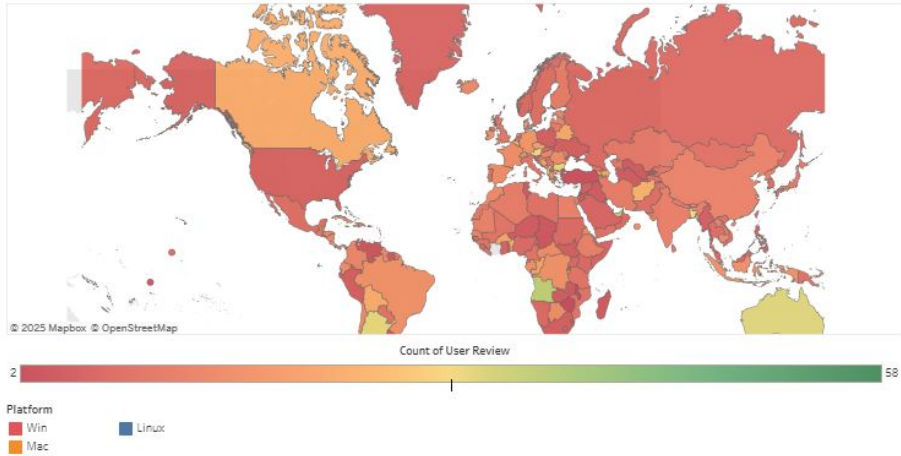 © 2025 Mapbox © OpenStreetMap
Count of User Review
2 58
Platform
Win Linux
Mac